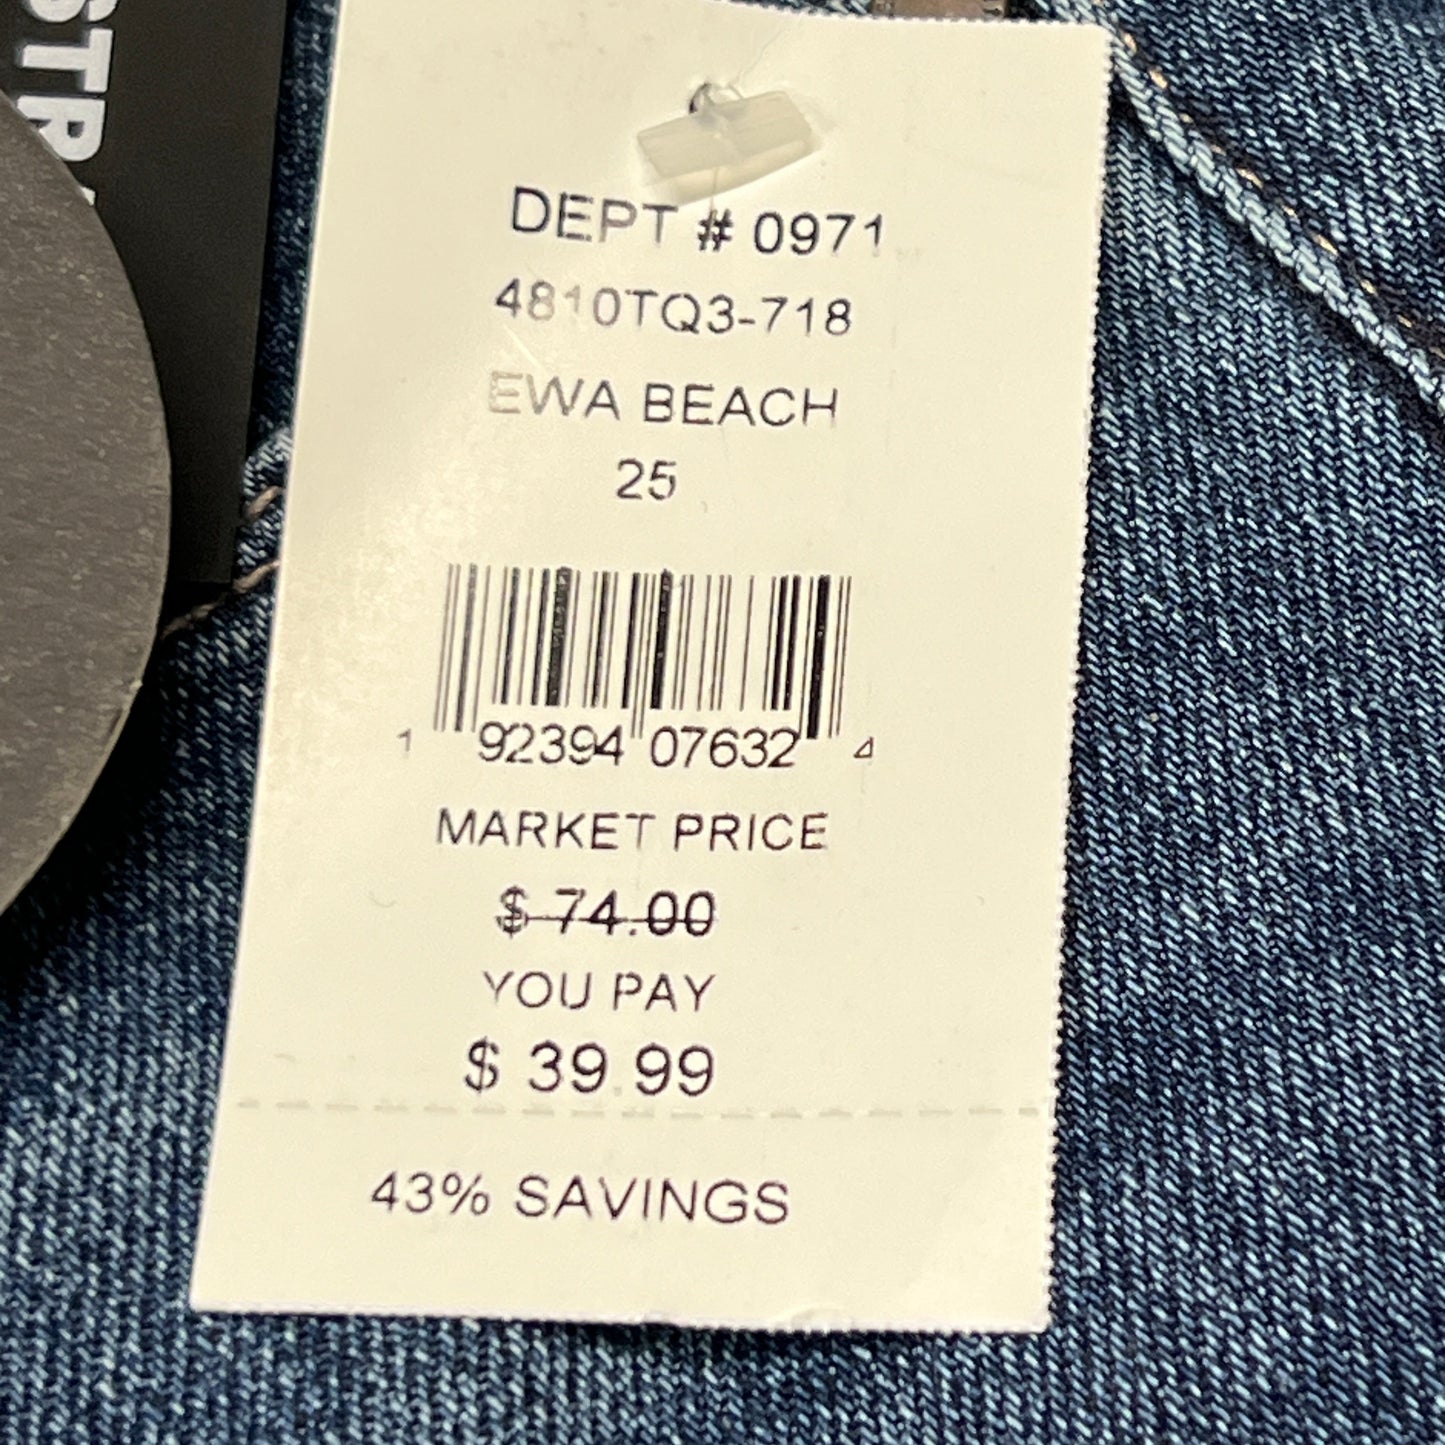 DEPT # 0971
4810TQ3-718
EWA BEACH
25
1 92394 07632 4
MARKET PRICE
$ 74.00
YOU PAY
$ 39.99
43% SAVINGS